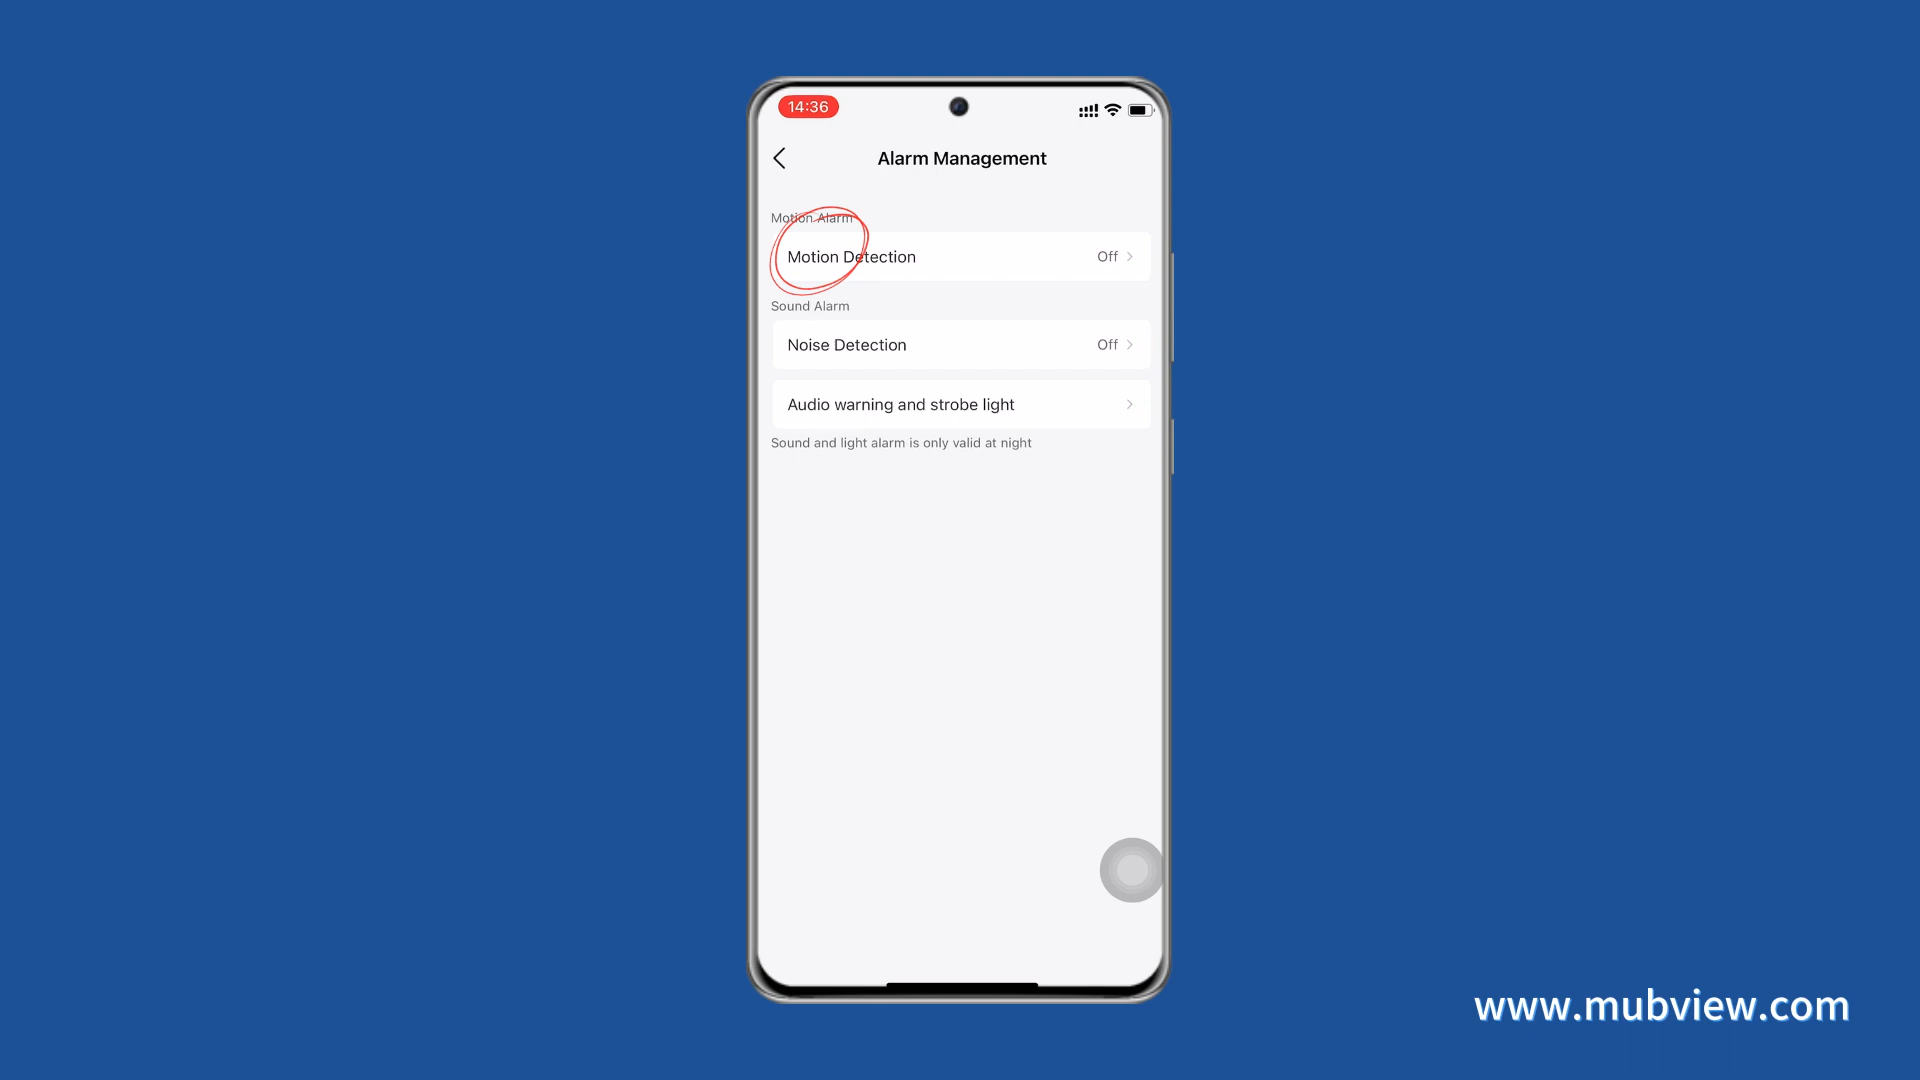 14:36
Alarm Management
Motion Alarm
Motion Detection
Off
Sound Alarm
Noise Detection
Off
Audio warning and strobe light
Sound and light alarm is only valid at night
www.mubview.com